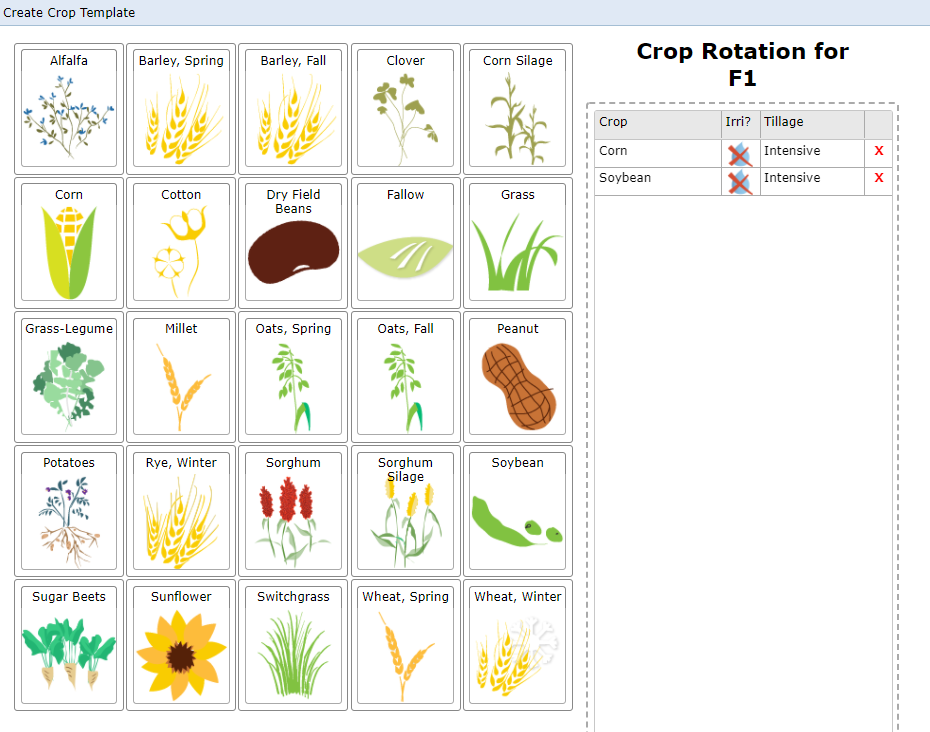 Create Crop Template
Alfalfa
Barley, Spring
Barley, Fall
Clover
Corn Silage
Corn
Cotton
Dry Field
Beans
Fallow
Grass
Grass-Legume
Millet
Oats, Spring
Oats, Fall
Peanut
Potatoes
Rye, Winter
Sorghum
Sorghum
Silage
Soybean
Sugar Beets
Sunflower
Switchgrass
Wheat, Spring
Wheat, Winter
Crop Rotation for
F1
Crop Irri? Tillage
Corn Intensive X
Soybean Intensive X